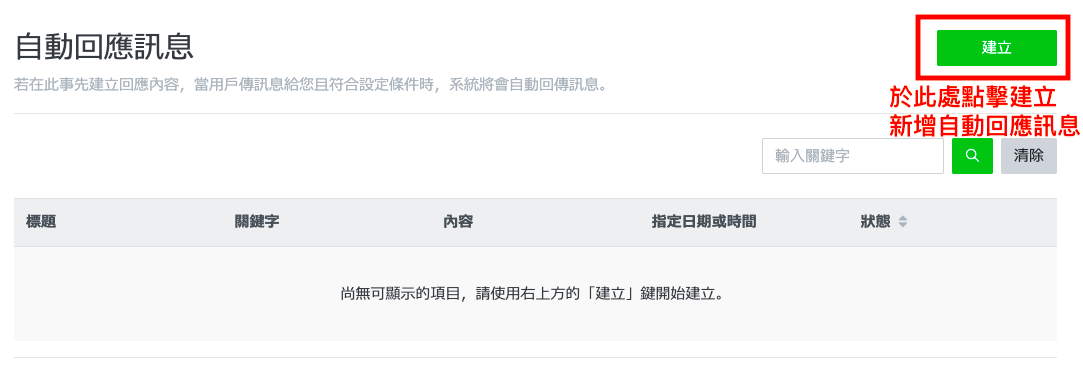 自動回應訊息
建立
若在此事先建立回應內容，當用戶傳訊息給您且符合設定條件時，系統將會自動回傳訊息。
於此處點擊建立
新增自動回應訊息
輸入關鍵字
清除
標題 關鍵字 內容 指定日期或時間 狀態
尚無可顯示的項目，請使用右上方的「建立」鍵開始建立。